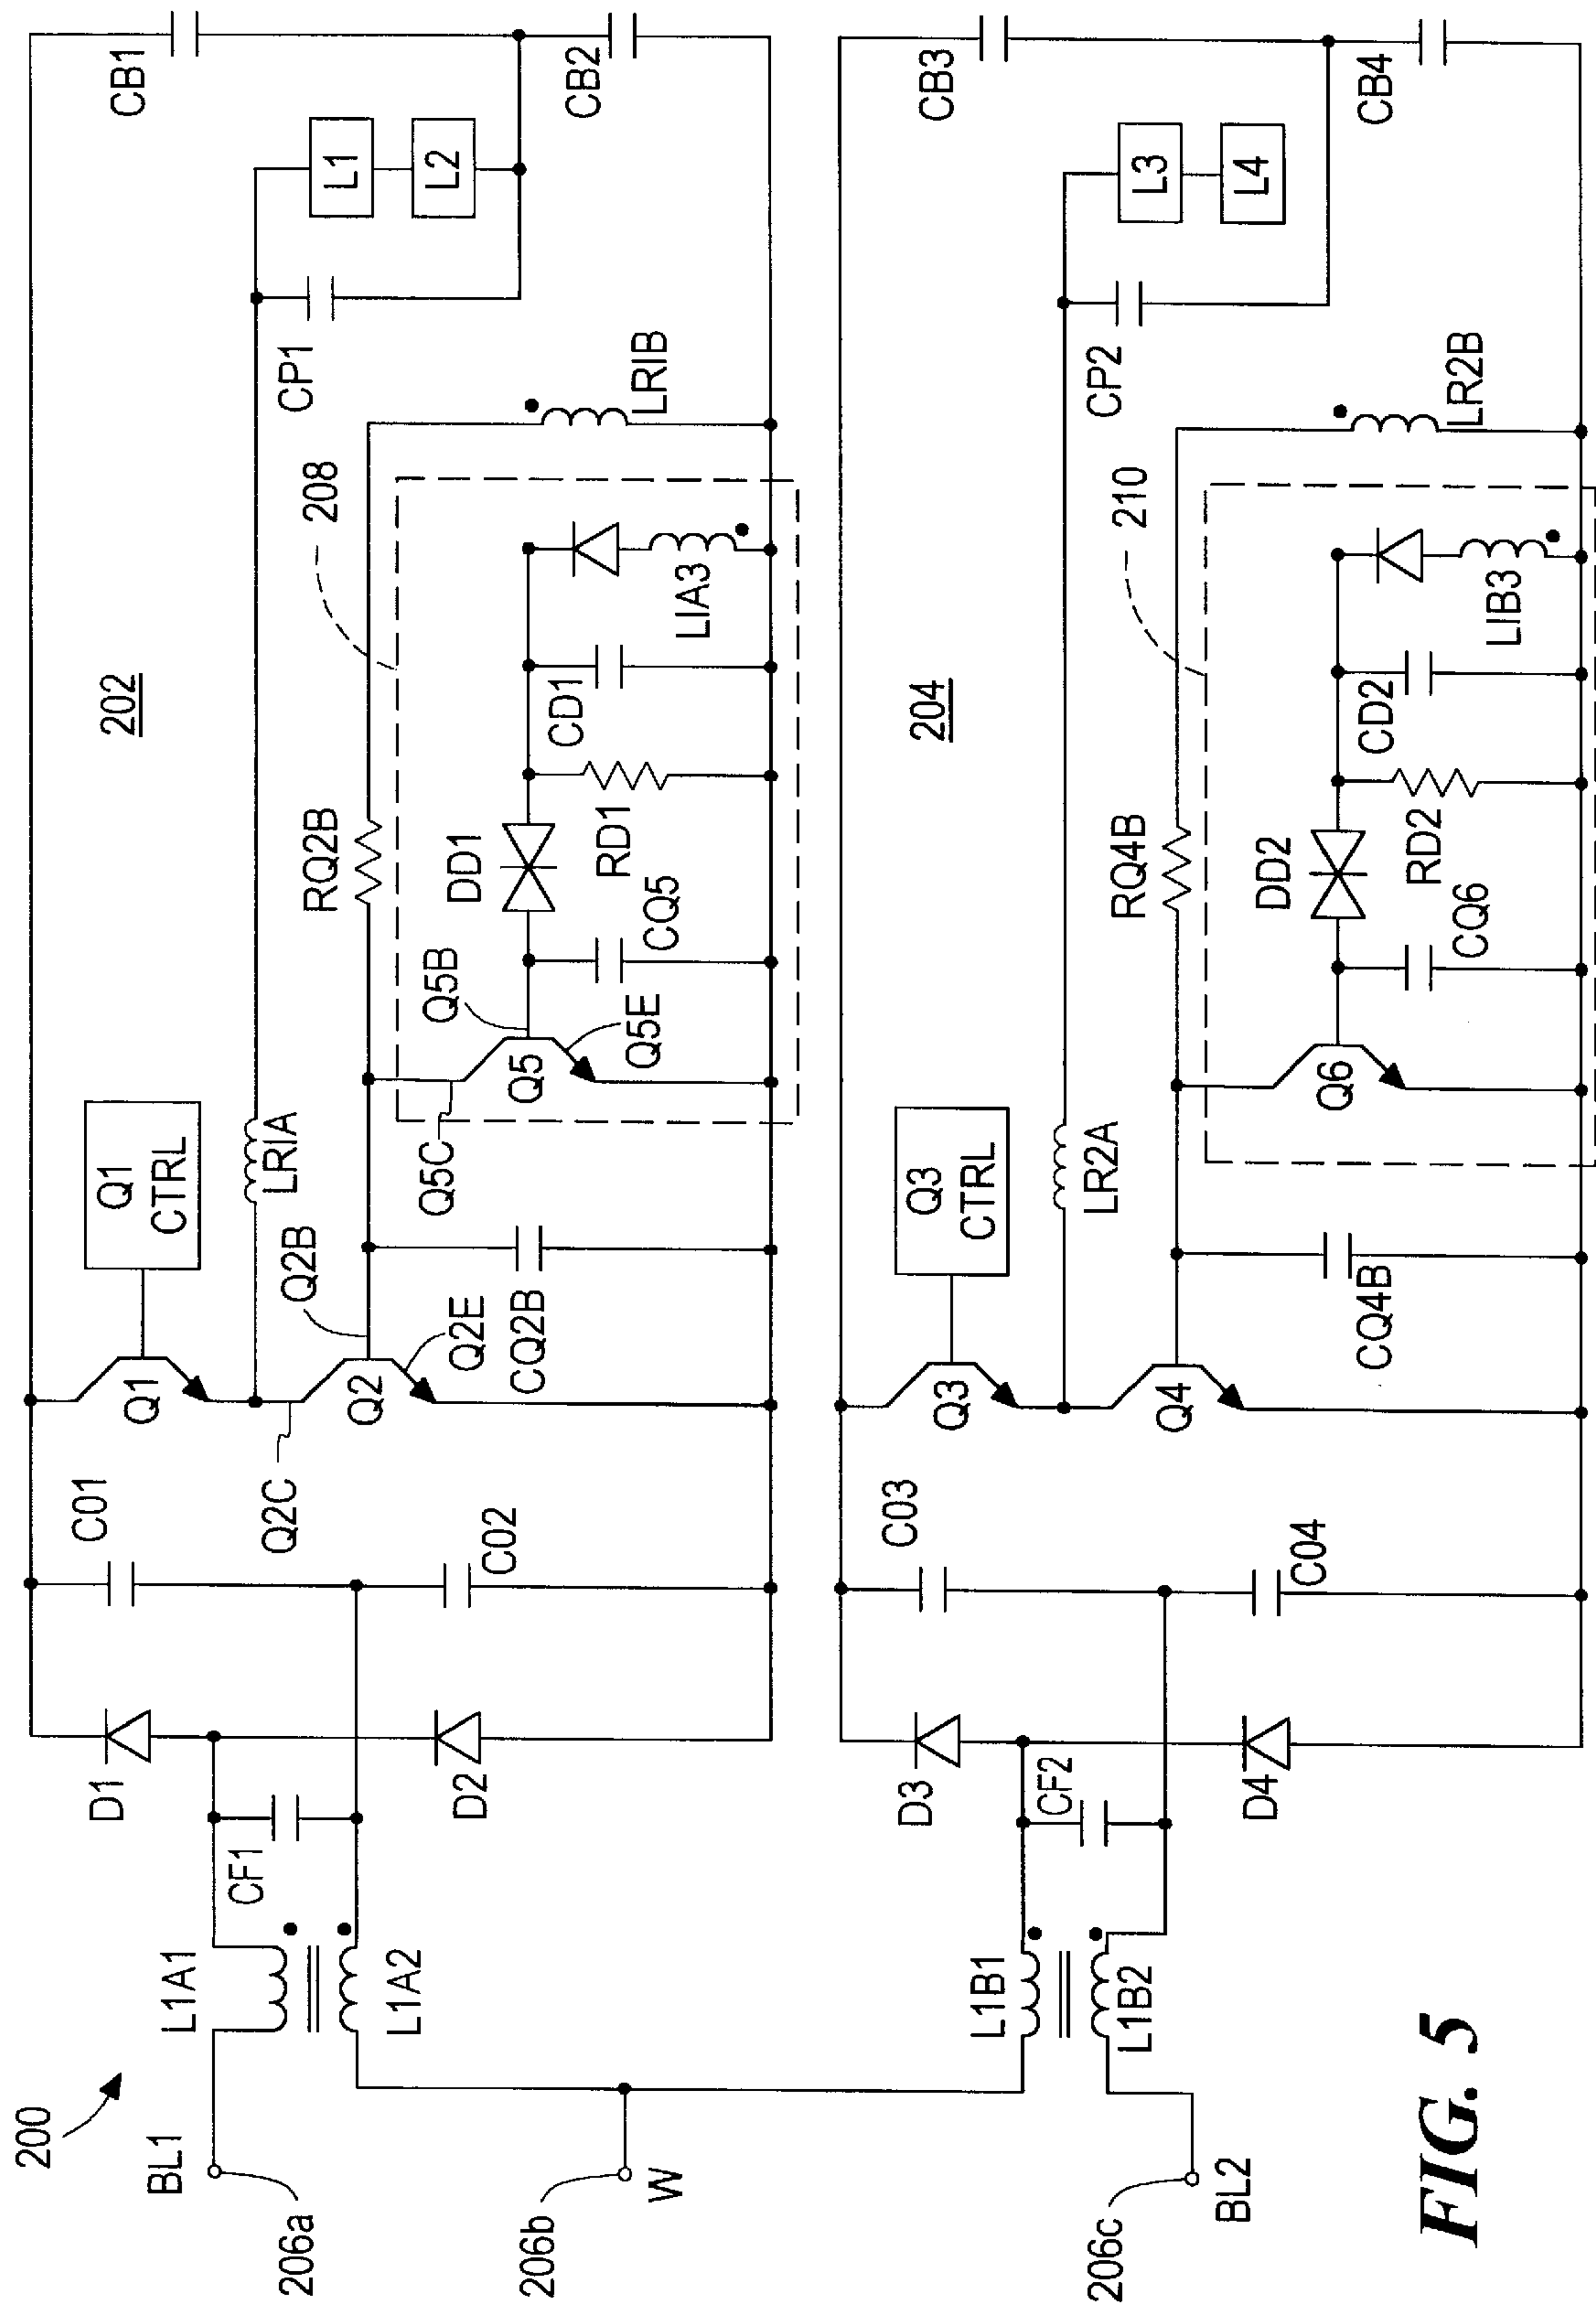 200
BL1
206a
206b
W
206c
BL2
L1A1
L1A2
L1B1
L1B2
CF1
CF2
D1
D2
D3
D4
C01
C02
C03
C04
202
Q1
Q1
CTRL
Q2C
Q2
Q2B
Q2E
CQ2B
LRIA
Q5C
Q5
Q5B
Q5E
CQ5
DD1
RQ2B
RD1
CD1
LIA3
208
LRIB
CP1
L1
L2
CB1
CB2
204
Q3
Q3
CTRL
Q4
CQ4B
LR2A
Q6
CQ6
DD2
RQ4B
RD2
CD2
LIB3
210
LR2B
CP2
L3
L4
CB3
CB4
FIG. 5